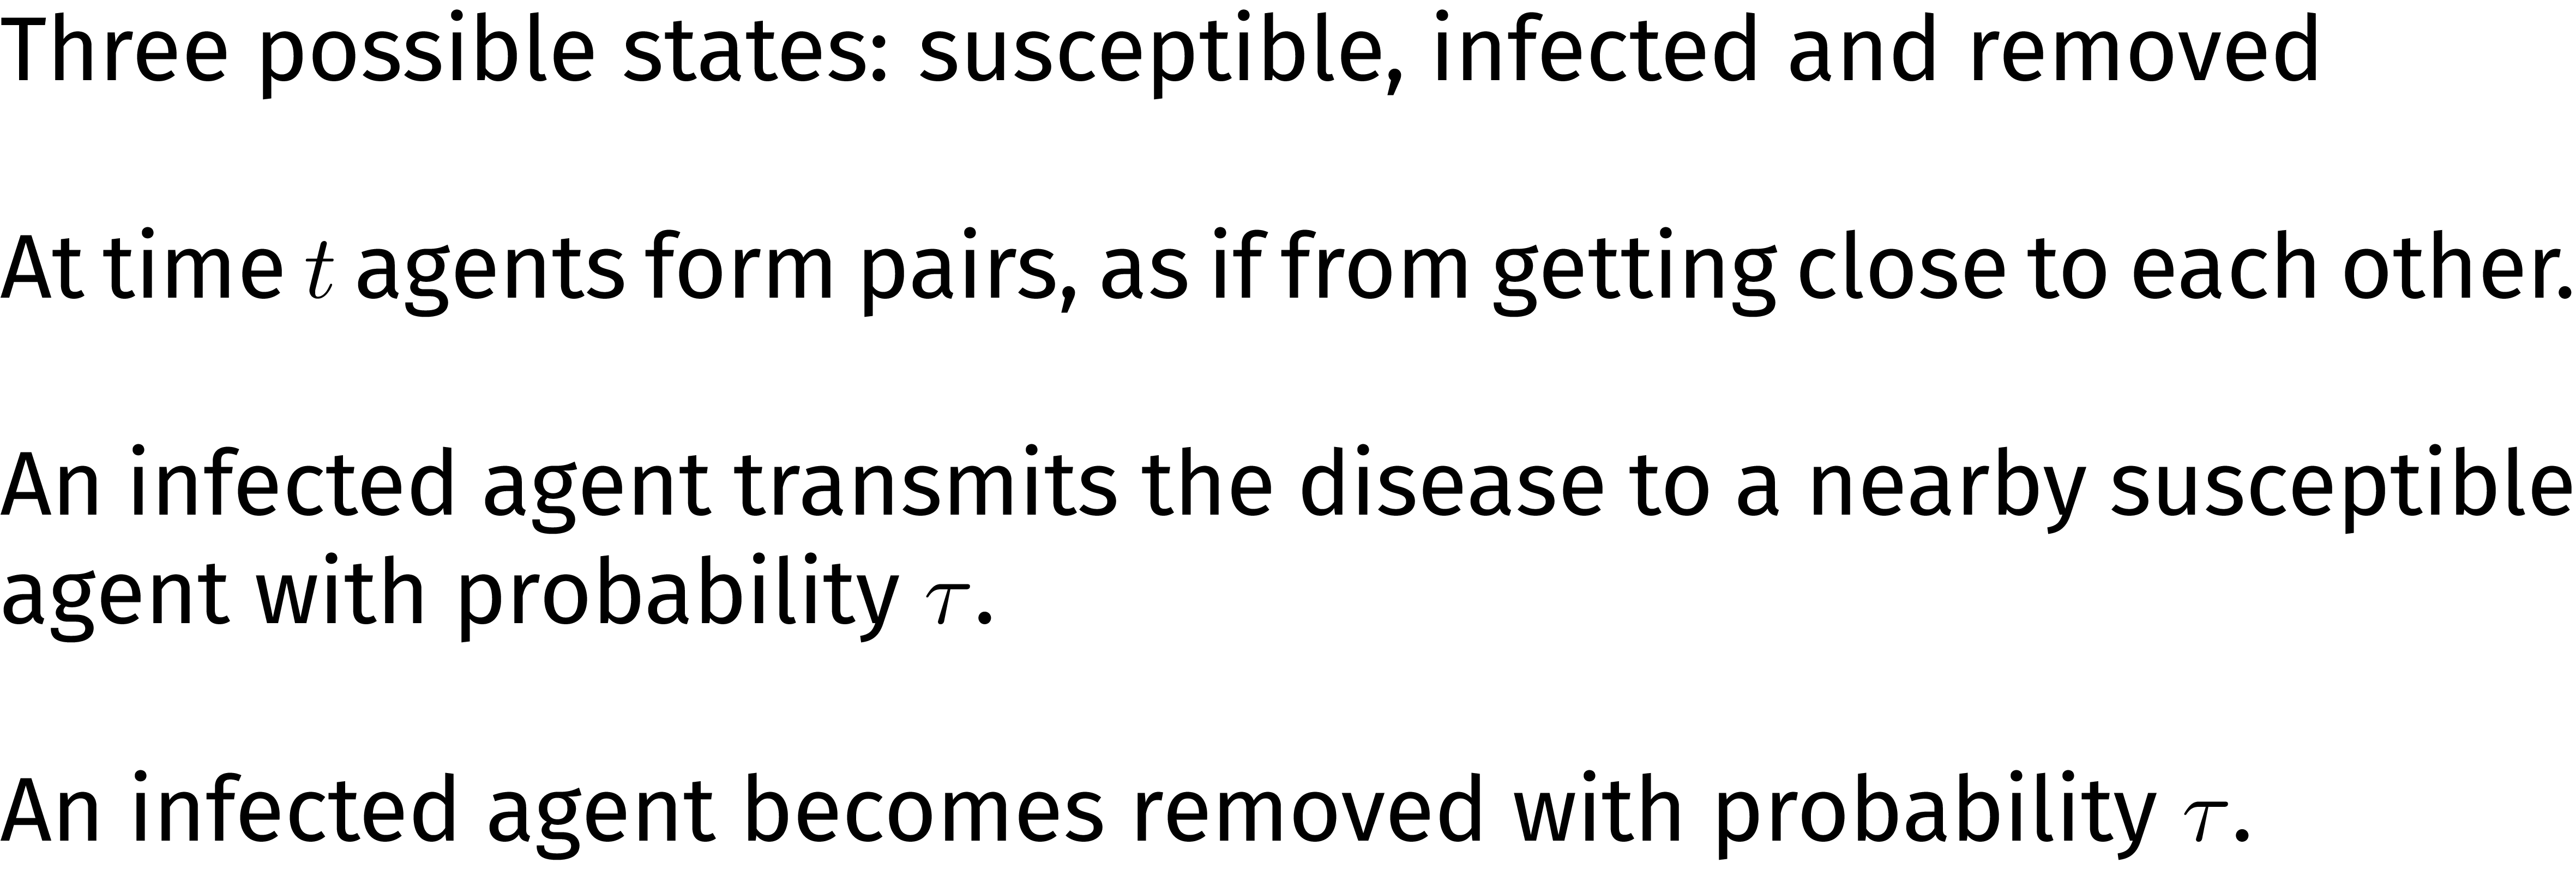 Three possible states: susceptible, infected and removed
At time t agents form pairs, as if from getting close to each other.
An infected agent transmits the disease to a nearby susceptible
agent with probability τ.
An infected agent becomes removed with probability τ.